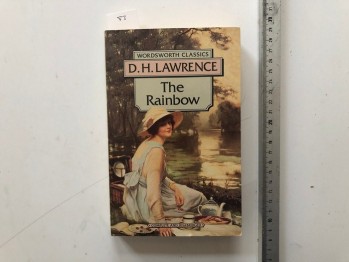 WORDSWORTH CLASSICS
D. H. LAWRENCE
The
Rainbow